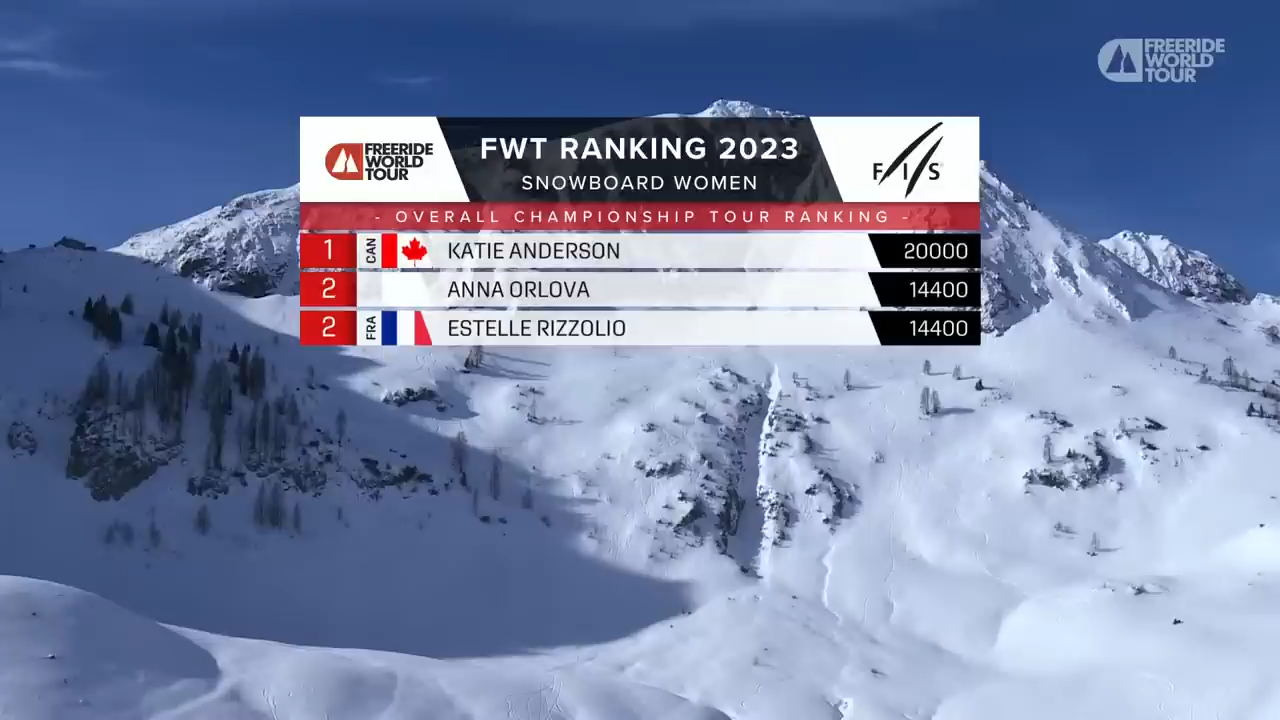 FREERIDE
WORLD
TOUR
FREERIDE
WORLD
TOUR
FWT RANKING 2023
SNOWBOARD WOMEN
FIS
- OVERALL CHAMPIONSHIP TOUR RANKING -
1 CAN KATIE ANDERSON 20000
2 ANNA ORLOVA 14400
2 FRA ESTELLE RIZZOLIO 14400